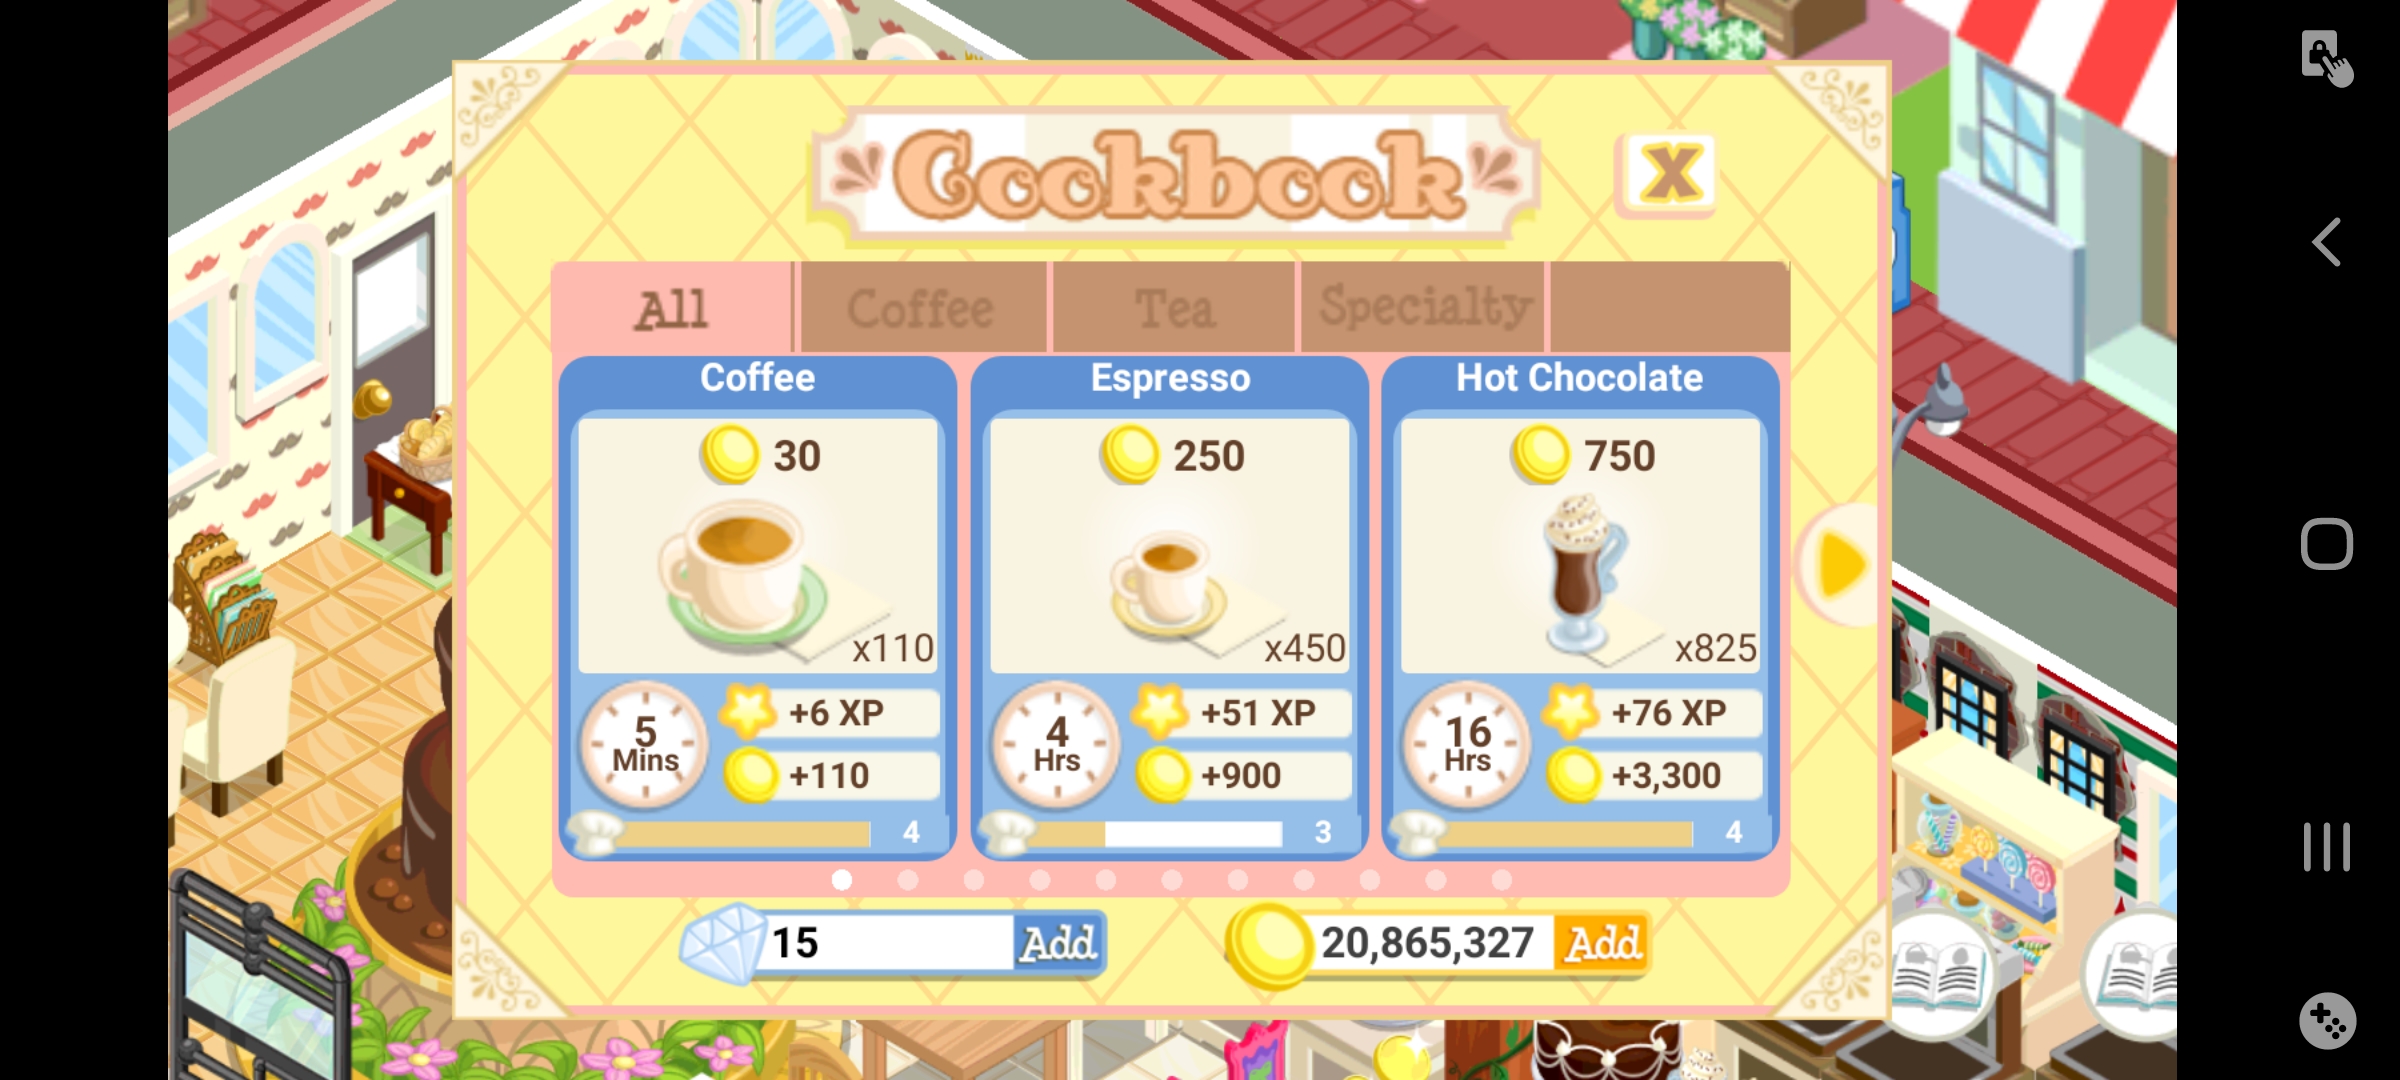 Cookbook
X
All Coffee Tea Specialty
Coffee
30
x110
5
Mins
+6 XP
+110
4
Espresso
250
x450
4
Hrs
+51 XP
+900
3
Hot Chocolate
750
x825
16
Hrs
+76 XP
+3,300
4
15 Add
20,865,327 Add